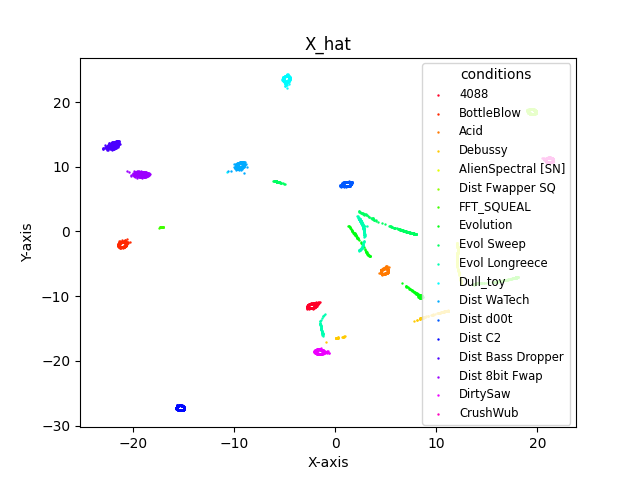 X_hat
conditions
4088
BottleBlow
Acid
Debussy
AlienSpectral [SN]
Dist Fwapper SQ
FFT_SQUEAL
Evolution
Evol Sweep
Evol Longreece
Dull_toy
Dist WaTech
Dist d00t
Dist C2
Dist Bass Dropper
Dist 8bit Fwap
DirtySaw
CrushWub
20
10
0
−10
−20
−30
Y-axis
−20
−10
0
10
20
X-axis